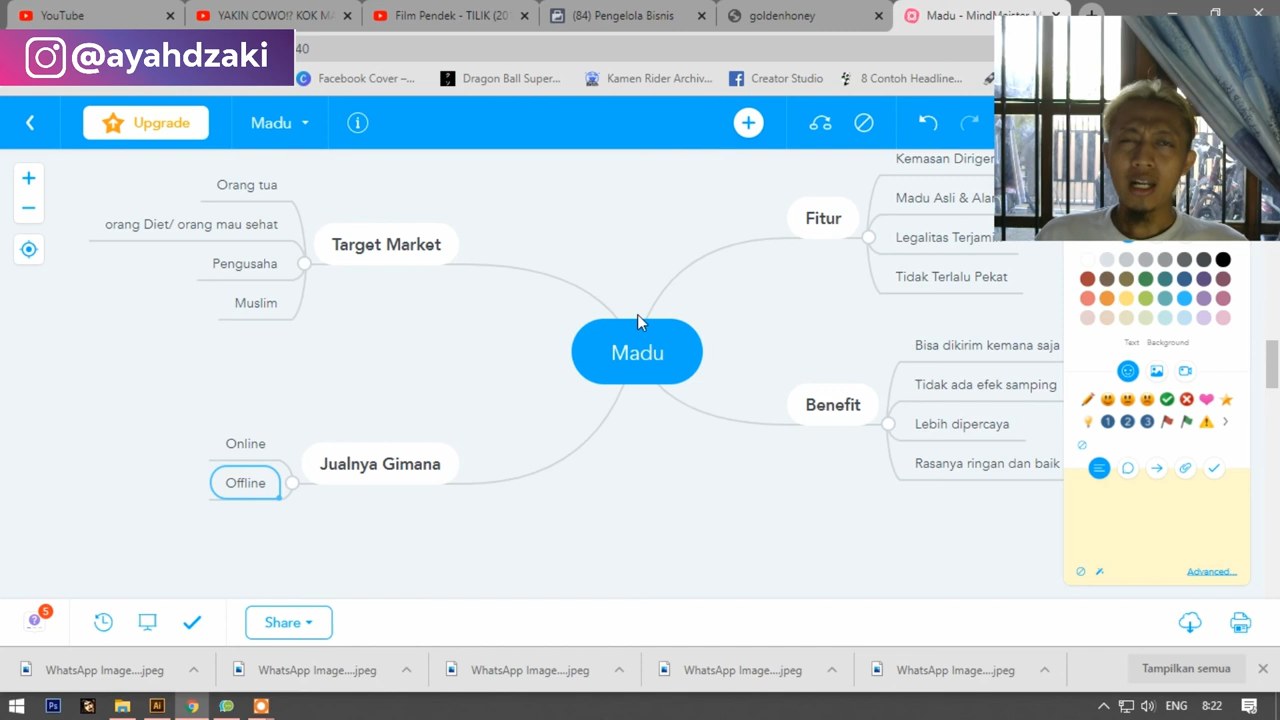 YouTube
YAKIN COWO!? KOK M
Film Pendek - TILIK (20
(84) Pengelola Bisnis
goldenhoney
Madu - MindMeister M
@ayahdzaki
40
Facebook Cover –...
Dragon Ball Super...
Kamen Rider Archiv...
Creator Studio
8 Contoh Headline...
Upgrade
Madu
Orang tua
orang Diet/ orang mau sehat
Pengusaha
Muslim
Target Market
Fitur
Kemasan Dirigen
Madu Asli & Ala
Legalitas Terjami
Tidak Terlalu Pekat
Madu
Benefit
Bisa dikirim kemana saja
Tidak ada efek samping
Lebih dipercaya
Rasanya ringan dan baik
Jualnya Gimana
Online
Offline
Text Background
Advanced...
5
Share
WhatsApp Image....jpeg
WhatsApp Image....jpeg
WhatsApp Image....jpeg
WhatsApp Image....jpeg
WhatsApp Image....jpeg
Tampilkan semua
Ps
Ai
ENG
8:22